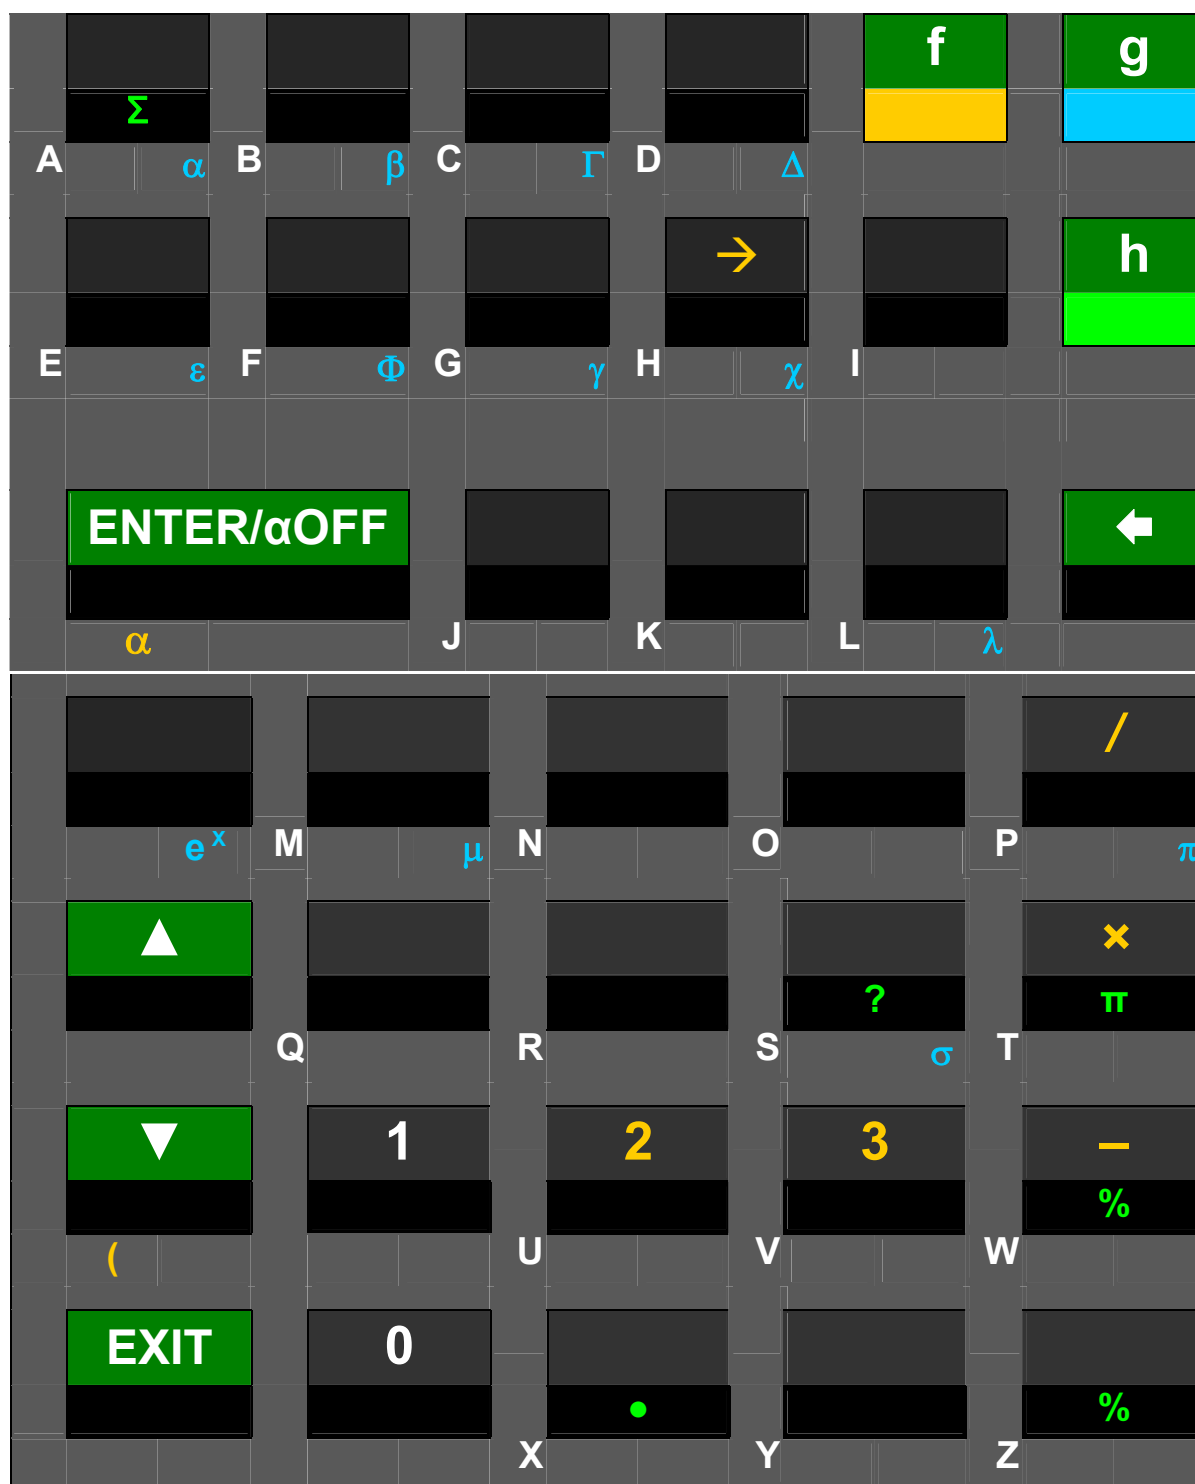 f g
Σ
A α B β C Γ D Δ
→ h
E ε F Φ G γ H χ I
ENTER/αOFF 🡄
α J K L λ
/
e x M μ N O P π
▲ ×
? π
Q R S σ T
▼ 1 2 3 –
%
( U V W
EXIT 0
• %
X Y Z